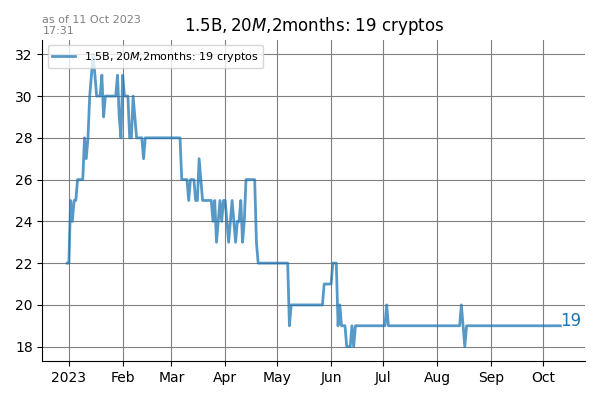 as of 11 Oct 2023
17:31
1.5B, 20M,2months: 19 cryptos
1.5B, 20M,2months: 19 cryptos
32
30
28
26
24
22
20
18
19
2023 Feb Mar Apr May Jun Jul Aug Sep Oct